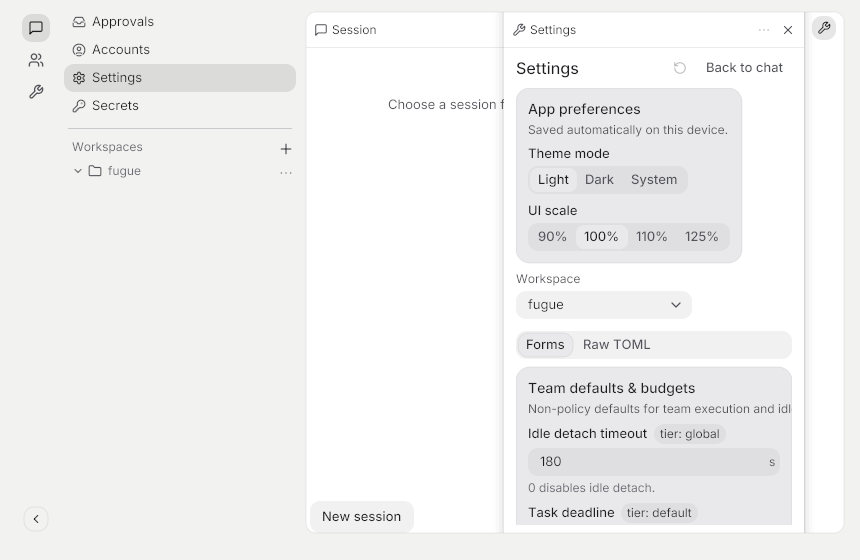 Approvals
Accounts
Settings
Secrets
Workspaces
fugue
Session
Choose a session f
New session
Settings
Settings
Back to chat
App preferences
Saved automatically on this device.
Theme mode
Light Dark System
UI scale
90% 100% 110% 125%
Workspace
fugue
Forms Raw TOML
Team defaults & budgets
Non-policy defaults for team execution and idl
Idle detach timeout tier: global
180 s
0 disables idle detach.
Task deadline tier: default